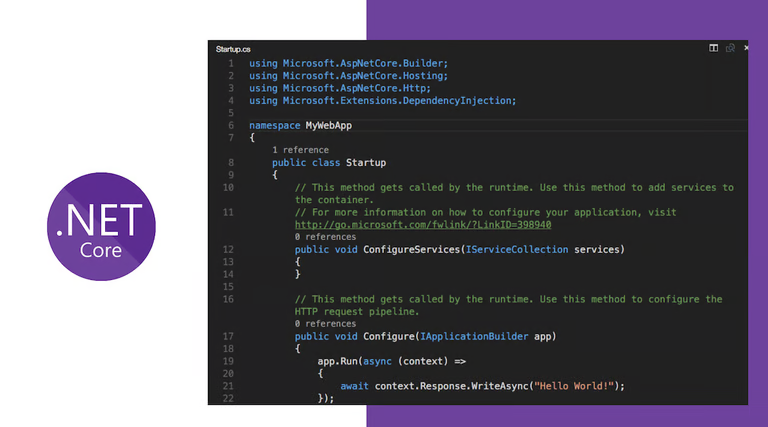 .NET
Core
Startup.cs
1 using Microsoft.AspNetCore.Builder;
2 using Microsoft.AspNetCore.Hosting;
3 using Microsoft.AspNetCore.Http;
4 using Microsoft.Extensions.DependencyInjection;
5
6 namespace MyWebApp
7 {
1 reference
8 public class Startup
9 {
10 // This method gets called by the runtime. Use this method to add services to
the container.
11 // For more information on how to configure your application, visit
http://go.microsoft.com/fwlink/?LinkID=398940
0 references
12 public void ConfigureServices(IServiceCollection services)
13 {
14 }
15
16 // This method gets called by the runtime. Use this method to configure the
HTTP request pipeline.
0 references
17 public void Configure(IApplicationBuilder app)
18 {
19 app.Run(async (context) =>
20 {
21 await context.Response.WriteAsync("Hello World!");
22 });